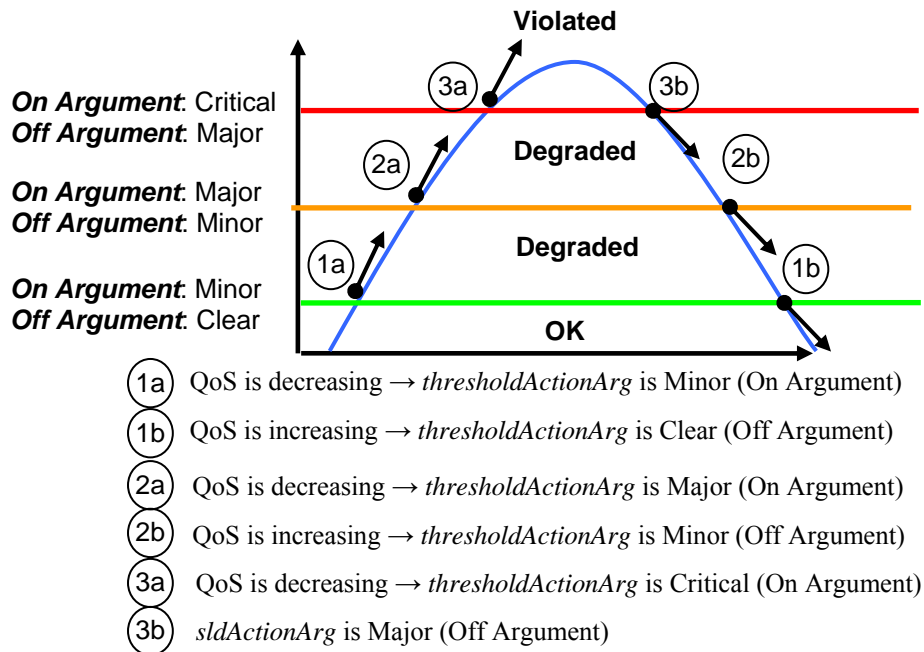 Violated
3a
3b
On Argument: Critical
Off Argument: Major
Degraded
2a
2b
On Argument: Major
Off Argument: Minor
Degraded
1a
1b
On Argument: Minor
Off Argument: Clear
OK
1a QoS is decreasing → thresholdActionArg is Minor (On Argument)
1b QoS is increasing → thresholdActionArg is Clear (Off Argument)
2a QoS is decreasing → thresholdActionArg is Major (On Argument)
2b QoS is increasing → thresholdActionArg is Minor (Off Argument)
3a QoS is decreasing → thresholdActionArg is Critical (On Argument)
3b sldActionArg is Major (Off Argument)